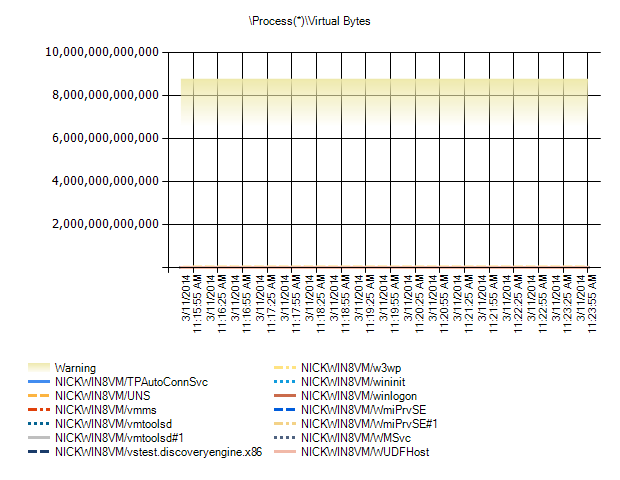 \Process(*)\Virtual Bytes
10,000,000,000,000
8,000,000,000,000
6,000,000,000,000
4,000,000,000,000
2,000,000,000,000
3/11/2014
11:15:55 AM
3/11/2014
11:16:25 AM
3/11/2014
11:16:55 AM
3/11/2014
11:17:25 AM
3/11/2014
11:17:55 AM
3/11/2014
11:18:25 AM
3/11/2014
11:18:55 AM
3/11/2014
11:19:25 AM
3/11/2014
11:19:55 AM
3/11/2014
11:20:25 AM
3/11/2014
11:20:55 AM
3/11/2014
11:21:25 AM
3/11/2014
11:21:55 AM
3/11/2014
11:22:25 AM
3/11/2014
11:22:55 AM
3/11/2014
11:23:25 AM
3/11/2014
11:23:55 AM
Warning
NICKWIN8VM/TPAutoConnSvc
NICKWIN8VM/UNS
NICKWIN8VM/vmms
NICKWIN8VM/vmtoolsd
NICKWIN8VM/vmtoolsd#1
NICKWIN8VM/vstest.discoveryengine.x86
NICKWIN8VM/w3wp
NICKWIN8VM/wininit
NICKWIN8VM/winlogon
NICKWIN8VM/WmiPrvSE
NICKWIN8VM/WmiPrvSE#1
NICKWIN8VM/WMSvc
NICKWIN8VM/WUDFHost